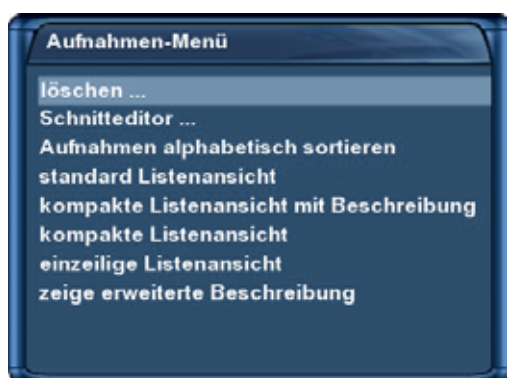 Aufnahmen-Menü
löschen ...
Schnitteditor ...
Aufnahmen alphabetisch sortieren
standard Listenansicht
kompakte Listenansicht mit Beschreibung
kompakte Listenansicht
einzeilige Listenansicht
zeige erweiterte Beschreibung